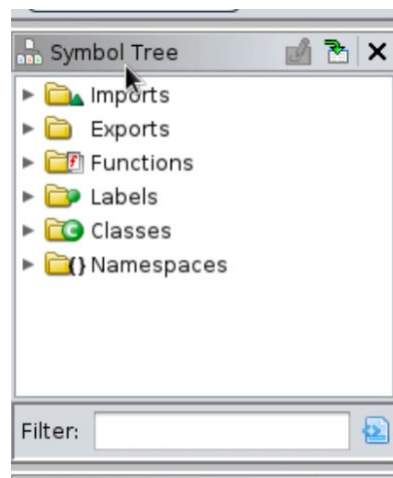 Symbol Tree
Imports
Exports
Functions
Labels
Classes
Namespaces
Filter: